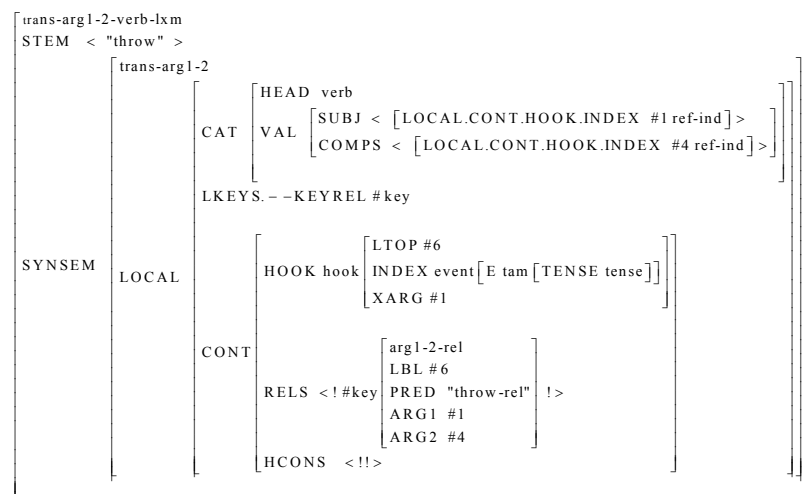 trans-arg1-2-verb-lxm
STEM < "throw" >
trans-arg1-2
HEAD verb
SUBJ < [LOCAL.CONT.HOOK.INDEX #1 ref-ind] >
CAT VAL
COMPS < [LOCAL.CONT.HOOK.INDEX #4 ref-ind] >
LKEYS.− −KEYREL #key
LTOP #6
SYNSEM LOCAL HOOK hook INDEX event[E tam[TENSE tense]]
XARG #1
CONT arg1-2-rel
LBL #6
RELS <! #key PRED "throw-rel" !>
ARG1 #1
ARG2 #4
HCONS <!!>